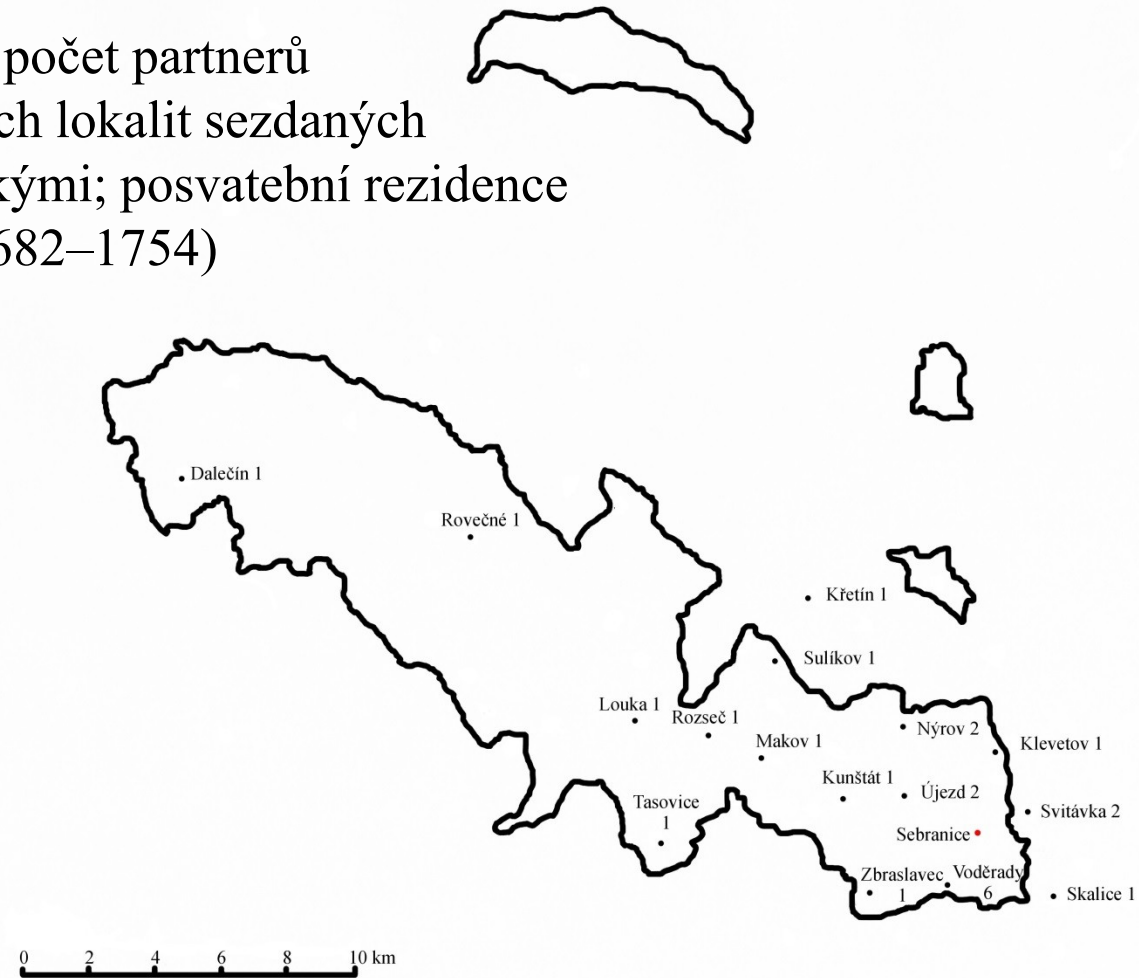 počet partnerů
ch lokalit sezdaných
kými; posvatební rezidence
682–1754)
Dalečín 1
Rovečné 1
Křetín 1
Sulíkov 1
Louka 1
Rozseč 1
Nýrov 2
Makov 1
Klevetov 1
Kunštát 1
Újezd 2
Tasovice
1
Svitávka 2
Sebranice
Zbraslavec
1
Voděrady
6
Skalice 1
0 2 4 6 8 10 km